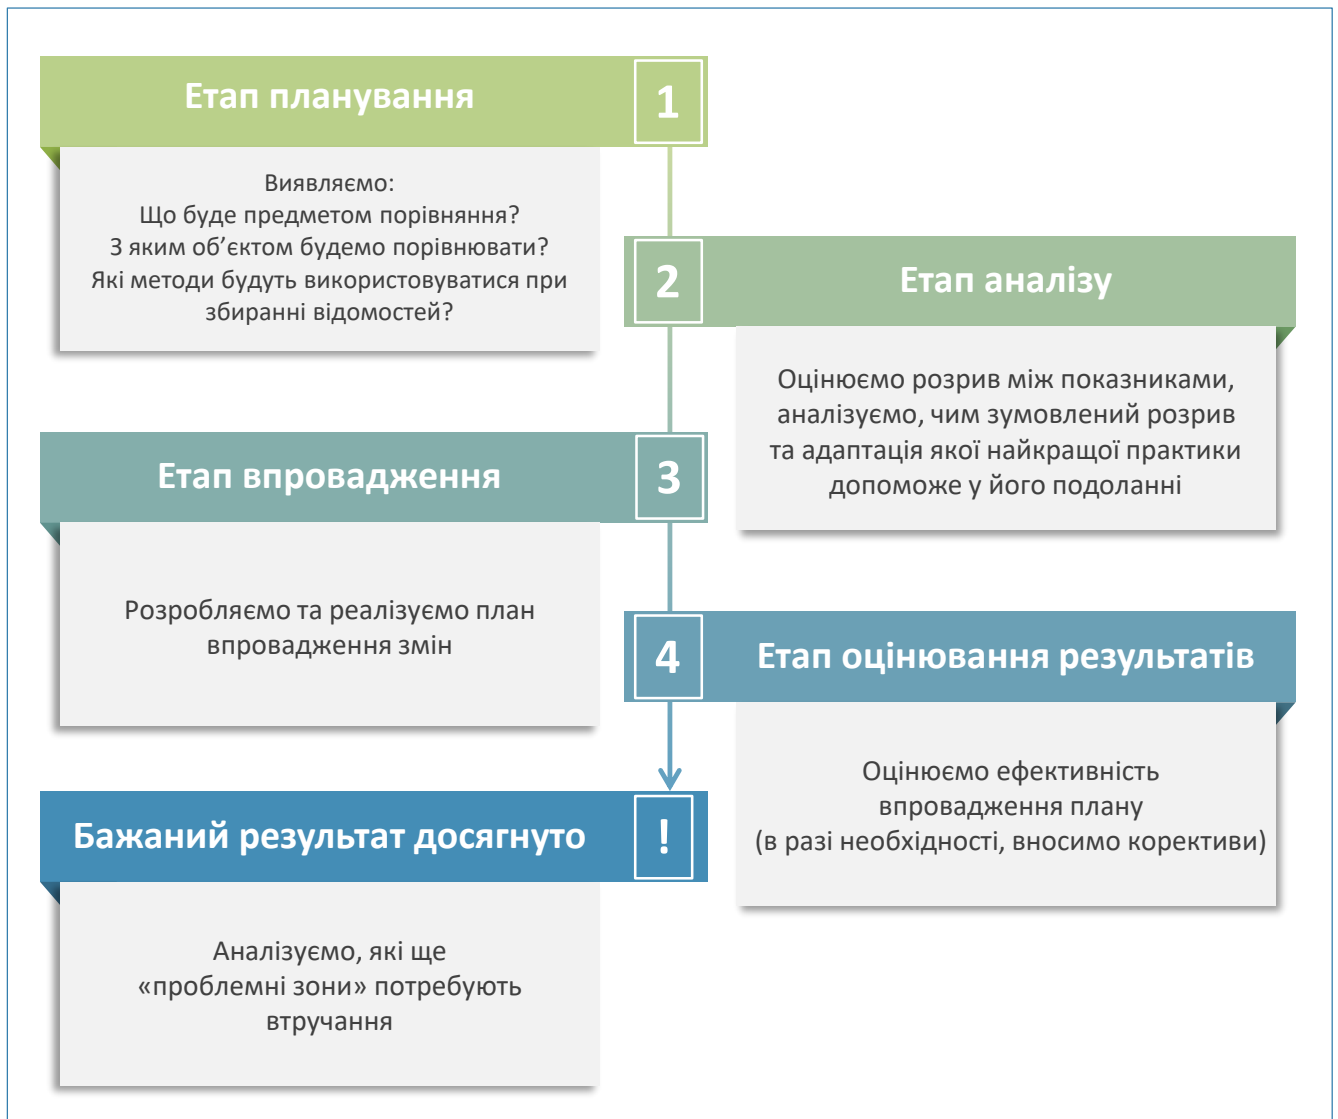 Етап планування
1
Виявляємо:
Що буде предметом порівняння?
З яким об’єктом будемо порівнювати?
Які методи будуть використовуватися при
збиранні відомостей?
2
Етап аналізу
Оцінюємо розрив між показниками,
аналізуємо, чим зумовлений розрив
та адаптація якої найкращої практики
допоможе у його подоланні
Етап впровадження
3
Розробляємо та реалізуємо план
впровадження змін
4
Етап оцінювання результатів
Оцінюємо ефективність
впровадження плану
(в разі необхідності, вносимо корективи)
Бажаний результат досягнуто
!
Аналізуємо, які ще
«проблемні зони» потребують
втручання